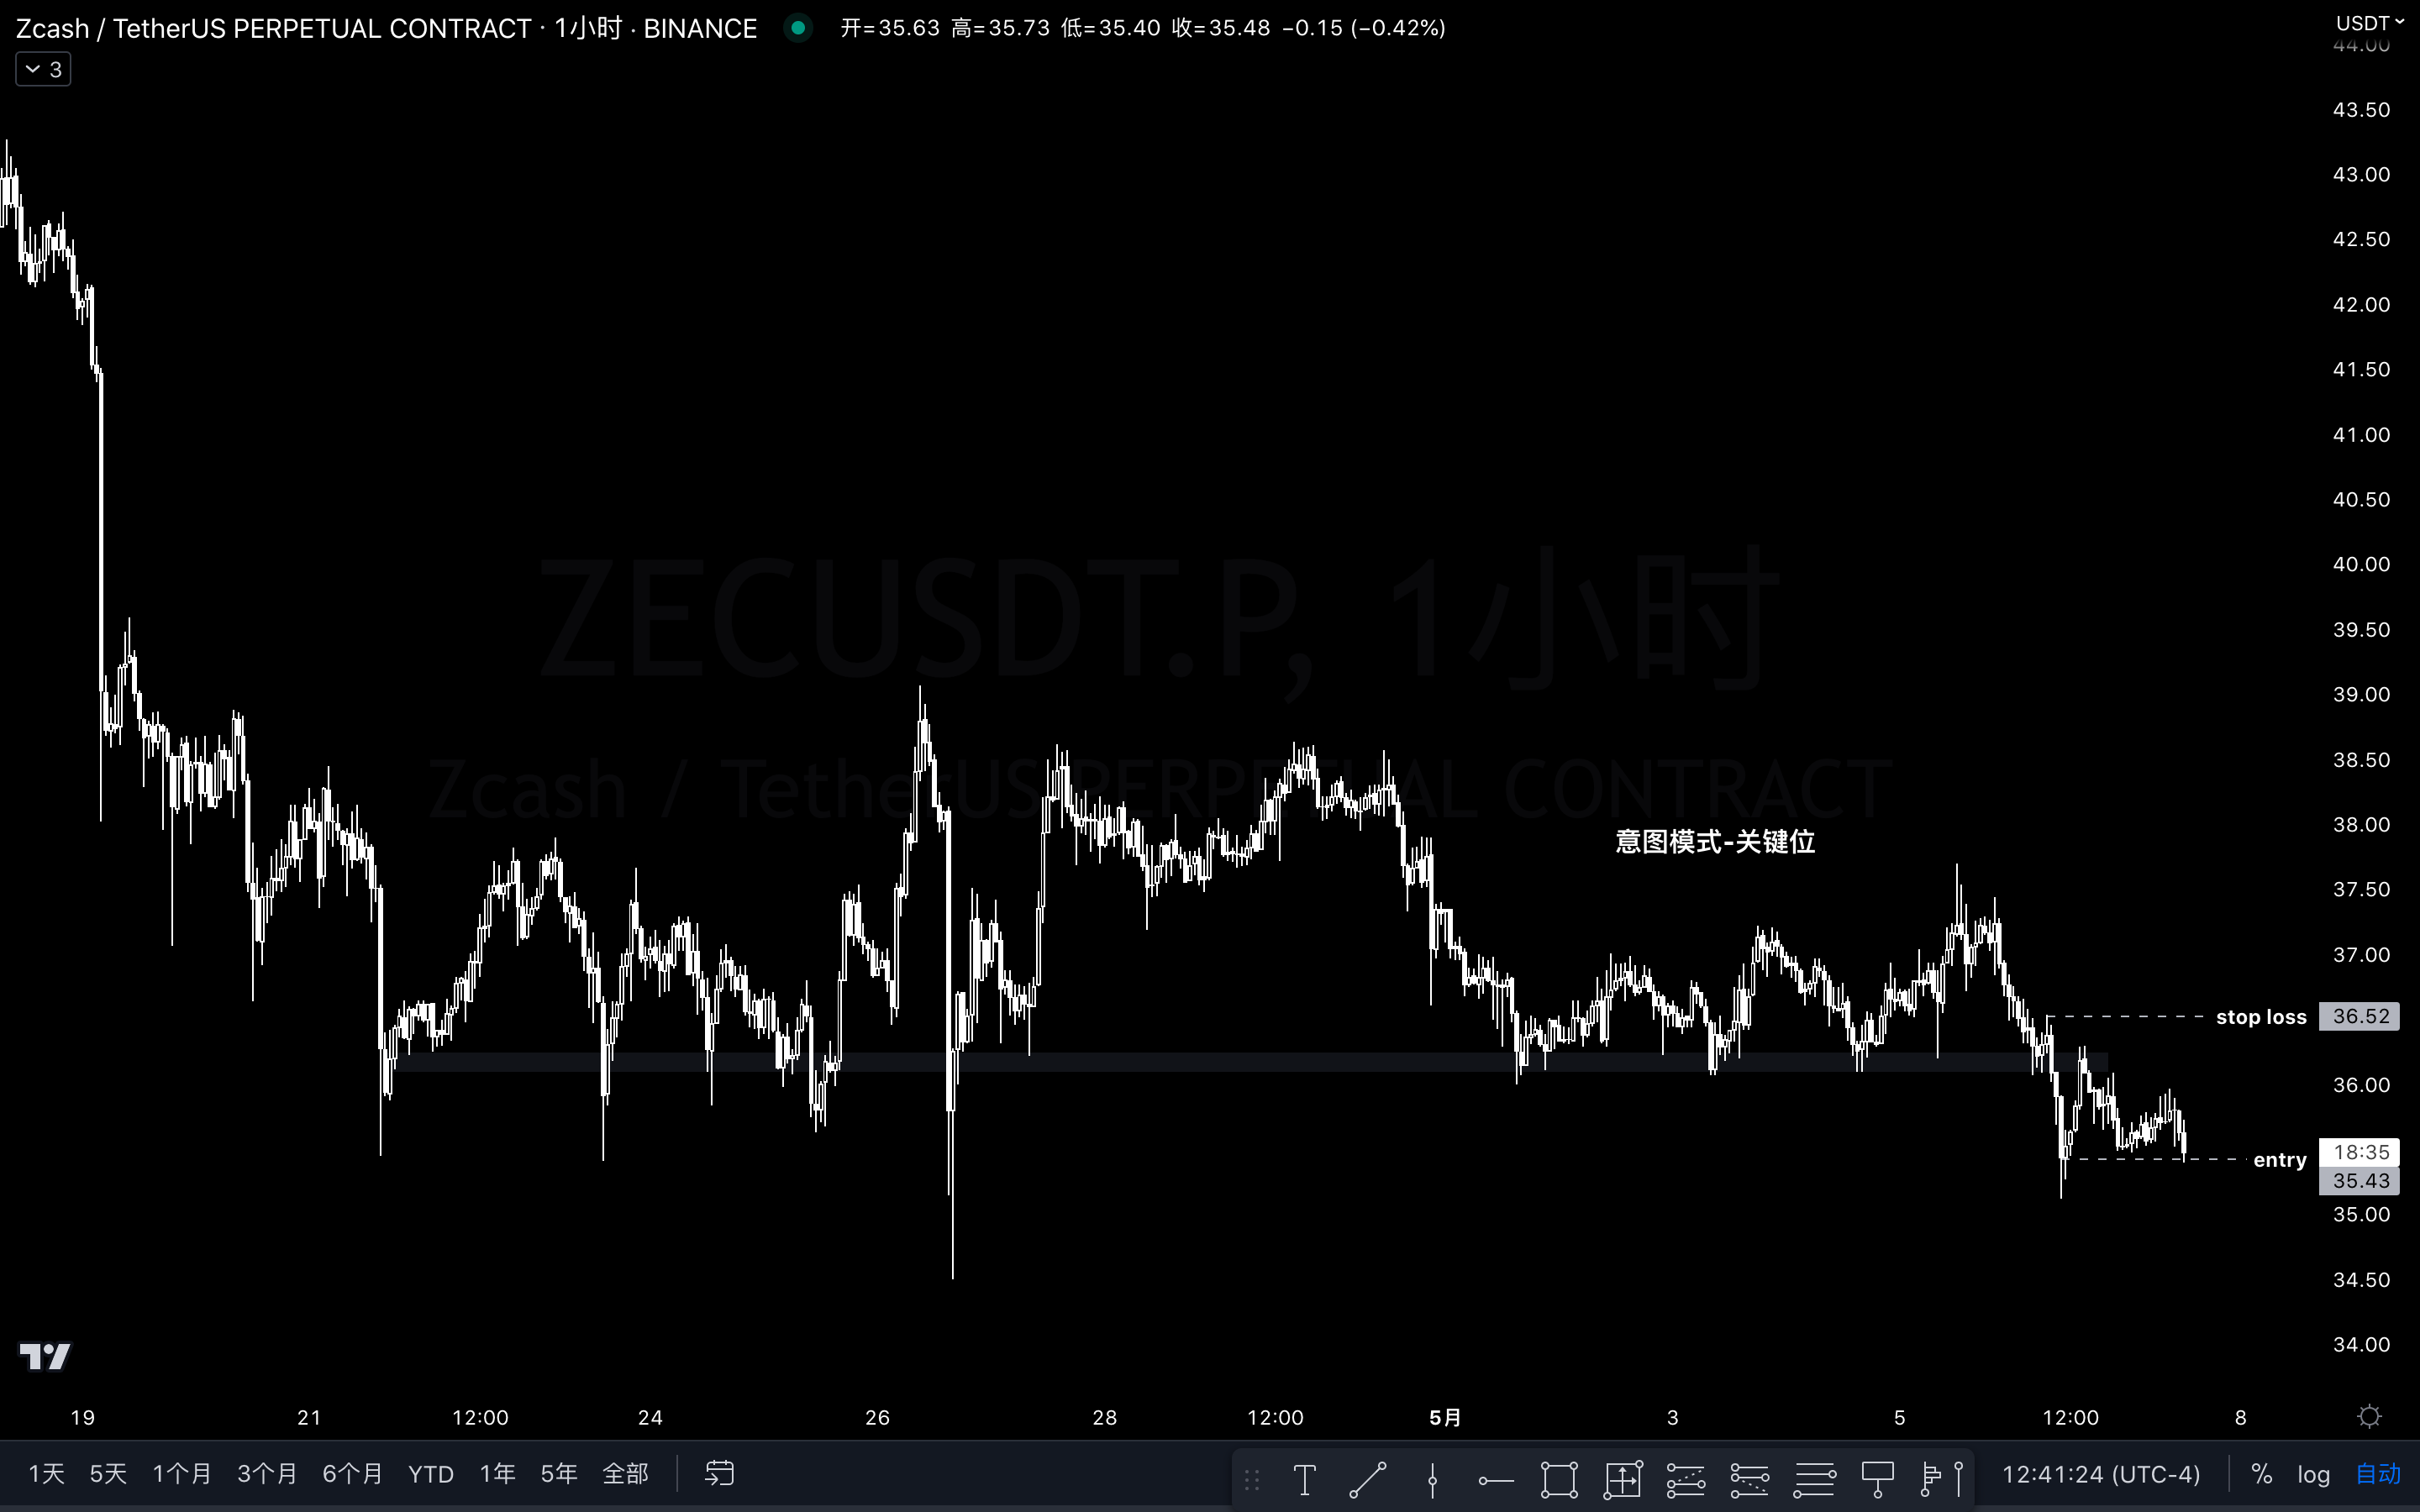 Zcash / TetherUS PERPETUAL CONTRACT · 1小时 · BINANCE 开=35.63 高=35.73 低=35.40 收=35.48 −0.15 (−0.42%)
USDT
3
44.00
43.50
43.00
42.50
42.00
41.50
41.00
40.50
40.00
39.50
39.00
38.50
38.00
37.50
37.00
36.00
35.00
34.50
34.00
ZECUSDT.P, 1小时
Zcash / TetherUS PERPETUAL CONTRACT
意图模式-关键位
stop loss 36.52
entry 18:35
35.43
19 21 12:00 24 26 28 12:00 5月 3 5 12:00 8
1天 5天 1个月 3个月 6个月 YTD 1年 5年 全部 12:41:24 (UTC-4) % log 自动